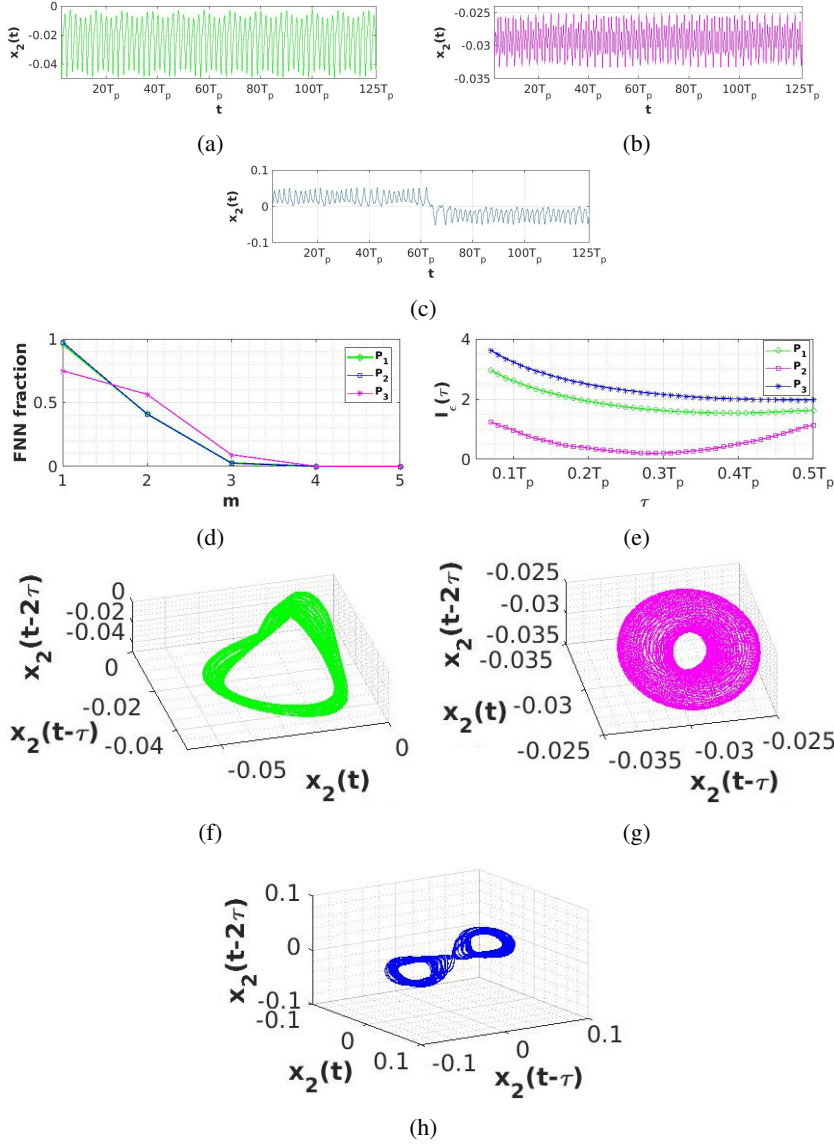 0
-0.02
-0.04
x2(t)
20Tp 40Tp 60Tp 80Tp 100Tp 125Tp
t
(a)
-0.025
-0.03
-0.035
x2(t)
20Tp 40Tp 60Tp 80Tp 100Tp 125Tp
t
(b)
0.1
0
-0.1
x2(t)
20Tp 40Tp 60Tp 80Tp 100Tp 125Tp
t
(c)
1
0.5
0
FNN fraction
P1
P2
P3
1 2 3 4 5
m
(d)
4
2
0
Iϵ(τ)
P1
P2
P3
0.1Tp 0.2Tp 0.3Tp 0.4Tp 0.5Tp
τ
(e)
x2(t-2τ)
0
-0.02
-0.04
0
-0.02
-0.04
x2(t-τ)
-0.05
0
x2(t)
(f)
x2(t-2τ)
-0.025
-0.03
-0.035
-0.035
-0.03
-0.025
x2(t)
-0.035
-0.03
-0.025
x2(t-τ)
(g)
x2(t-2τ)
0.1
0
-0.1
-0.1
0
0.1
x2(t)
-0.1
0
0.1
x2(t-τ)
(h)